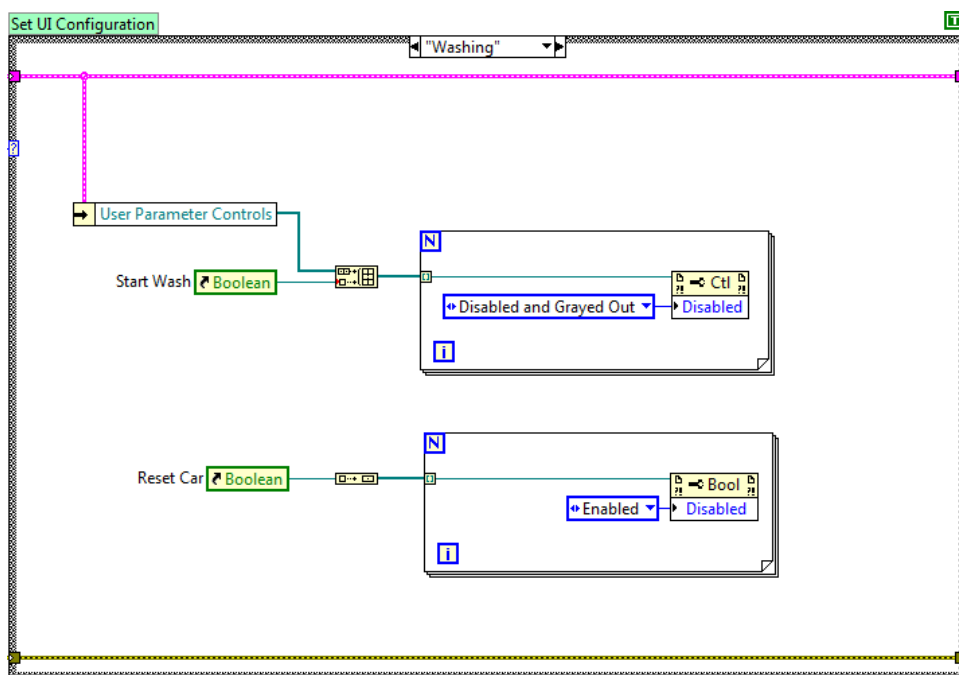 Set UI Configuration
"Washing"
?
User Parameter Controls
N
Start Wash
Boolean
Ctl
Disabled and Grayed Out
Disabled
i
N
Reset Car
Boolean
Bool
Enabled
Disabled
i